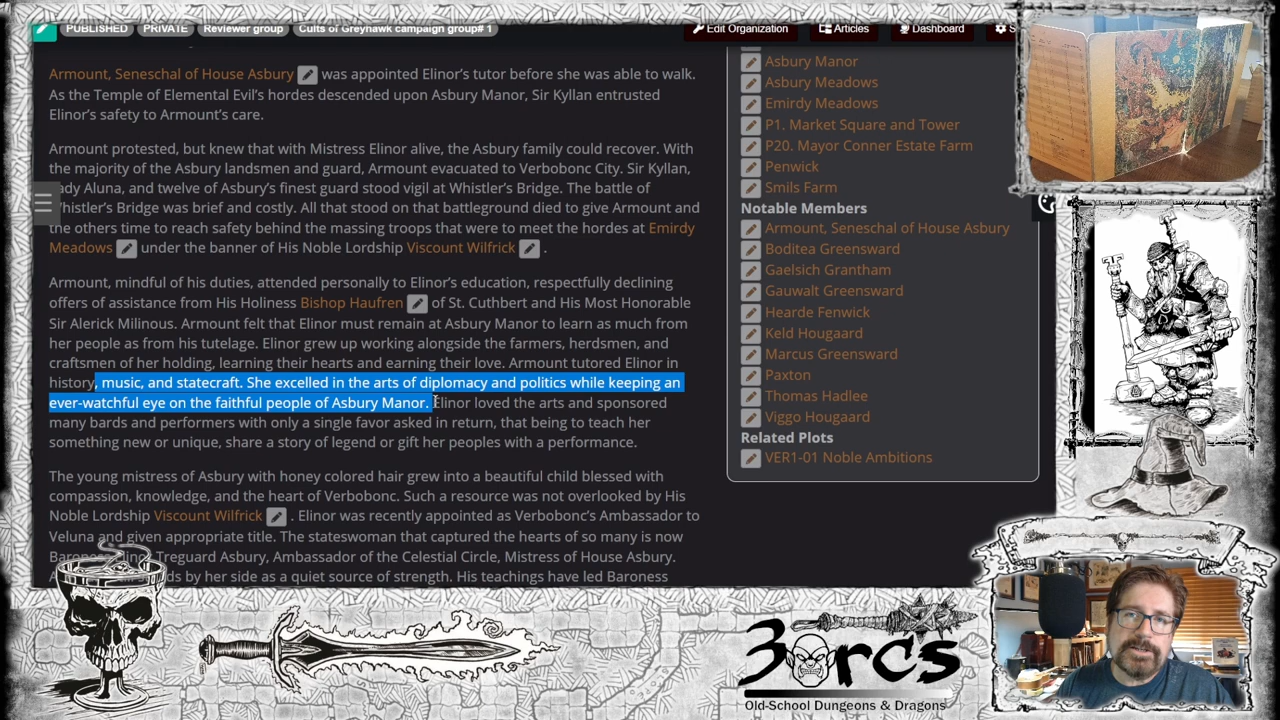 PUBLISHED PRIVATE Reviewer group Cults of Greyhawk campaign group# 1
Edit Organization Articles Dashboard S
Armount, Seneschal of House Asbury was appointed Elinor's tutor before she was able to walk.
As the Temple of Elemental Evil's hordes descended upon Asbury Manor, Sir Kyllan entrusted
Elinor's safety to Armount's care.
Armount protested, but knew that with Mistress Elinor alive, the Asbury family could recover. With
the majority of the Asbury landsmen and guard, Armount evacuated to Verbobonc City. Sir Kyllan,
ady Aluna, and twelve of Asbury's finest guard stood vigil at Whistler's Bridge. The battle of
histler's Bridge was brief and costly. All that stood on that battleground died to give Armount and
the others time to reach safety behind the massing troops that were to meet the hordes at Emirdy
Meadows under the banner of His Noble Lordship Viscount Wilfrick .
Armount, mindful of his duties, attended personally to Elinor's education, respectfully declining
offers of assistance from His Holiness Bishop Haufren of St. Cuthbert and His Most Honorable
Sir Alerick Milinous. Armount felt that Elinor must remain at Asbury Manor to learn as much from
her people as from his tutelage. Elinor grew up working alongside the farmers, herdsmen, and
craftsmen of her holding, learning their hearts and earning their love. Armount tutored Elinor in
history, music, and statecraft. She excelled in the arts of diplomacy and politics while keeping an
ever-watchful eye on the faithful people of Asbury Manor. Elinor loved the arts and sponsored
many bards and performers with only a single favor asked in return, that being to teach her
something new or unique, share a story of legend or gift her peoples with a performance.
The young mistress of Asbury with honey colored hair grew into a beautiful child blessed with
compassion, knowledge, and the heart of Verbobonc. Such a resource was not overlooked by His
Noble Lordship Viscount Wilfrick . Elinor was recently appointed as Verbobonc's Ambassador to
Veluna and given appropriate title. The stateswoman that captured the hearts of so many is now
Treguard Asbury, Ambassador of the Celestial Circle, Mistress of House Asbury.
by her side as a quiet source of strength. His teachings have led Baroness
Asbury Manor
Asbury Meadows
Emirdy Meadows
P1. Market Square and Tower
P20. Mayor Conner Estate Farm
Penwick
Smils Farm
Notable Members
Armount, Seneschal of House Asbury
Boditea Greensward
Gaelsich Grantham
Gauwalt Greensward
Hearde Fenwick
Keld Hougaard
Marcus Greensward
Paxton
Thomas Hadlee
Viggo Hougaard
Related Plots
VER1-01 Noble Ambitions
3 orcs
Old-School Dungeons & Dragons